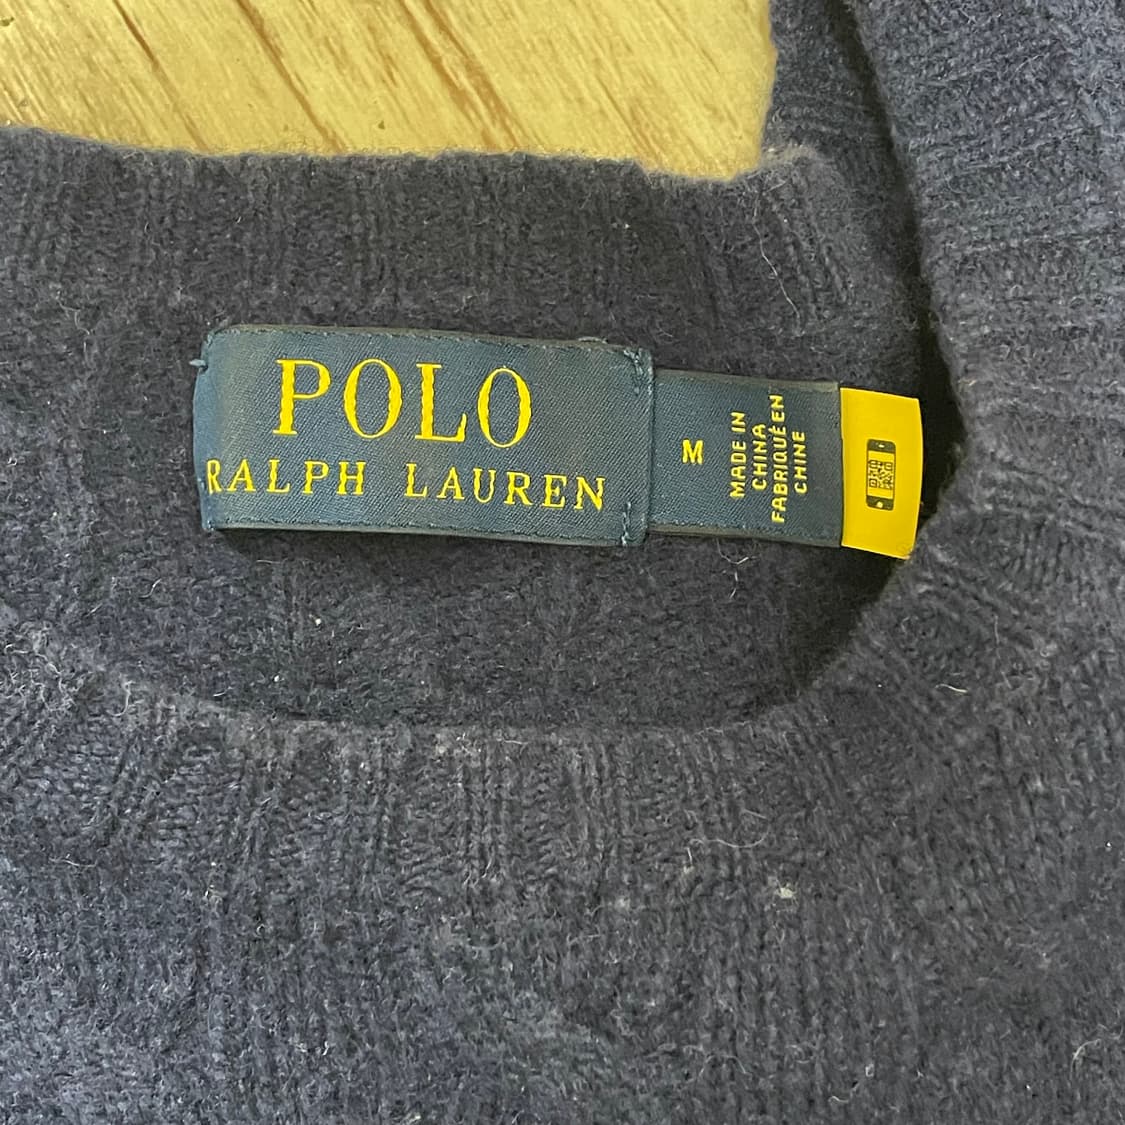 POLO
RALPH LAUREN
M
MADE IN
CHINA
FABRIQUÉ EN
CHINE